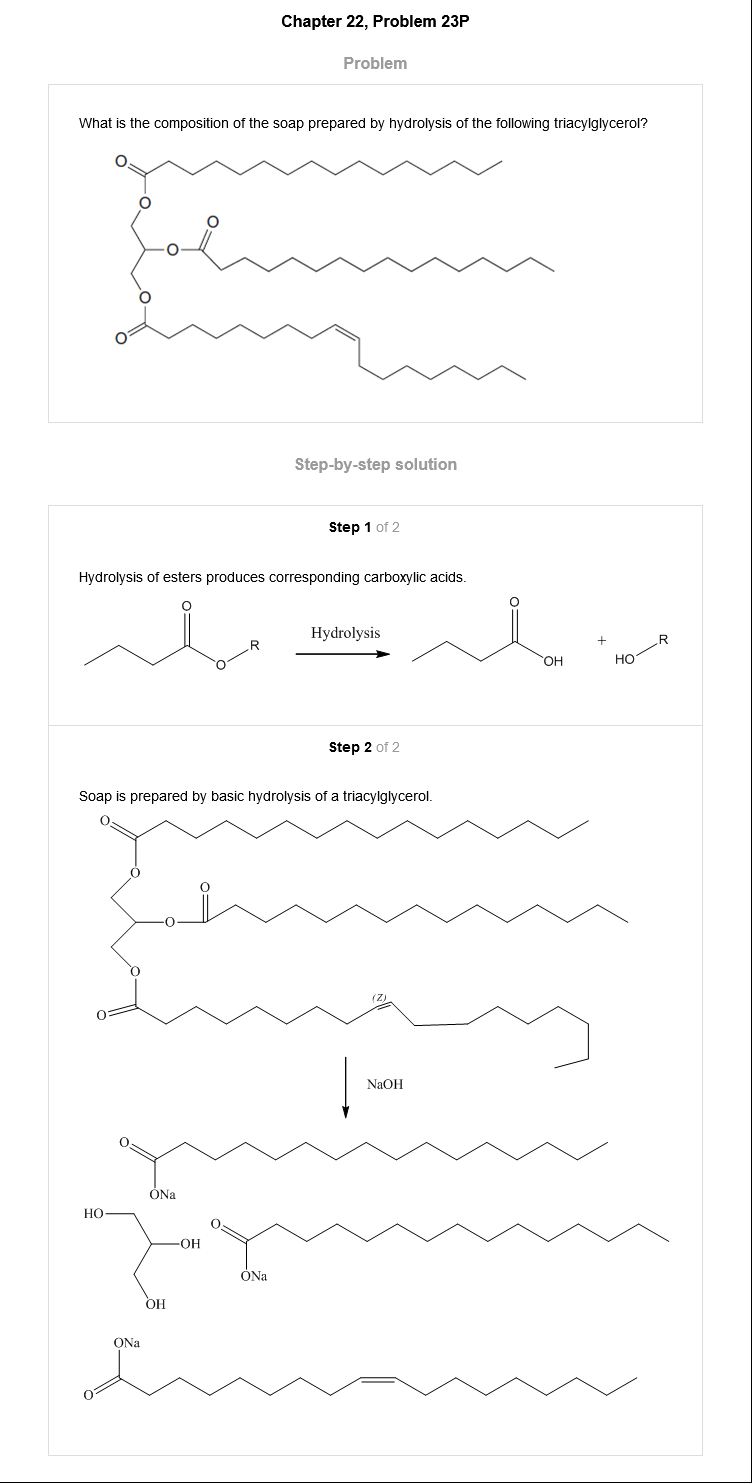 Chapter 22, Problem 23P
Problem
What is the composition of the soap prepared by hydrolysis of the following triacylglycerol?
O
O
O
O
O
O
Step-by-step solution
Step 1 of 2
Hydrolysis of esters produces corresponding carboxylic acids.
O O
Hydrolysis + R
R
O OH HO
Step 2 of 2
Soap is prepared by basic hydrolysis of a triacylglycerol.
O
O
O
O
O
(Z)
O
NaOH
O
ONa
HO
O
OH
ONa
OH
ONa
O